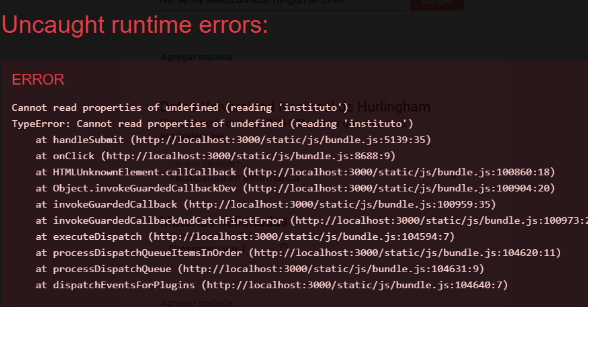 No se ha seleccionado ningún archivo
Cargar
Uncaught runtime errors:
Agregar materia
ERROR
Hurlingham
Cannot read properties of undefined (reading 'instituto')
TypeError: Cannot read properties of undefined (reading 'instituto')
at handleSubmit (http://localhost:3000/static/js/bundle.js:5139:35)
at onClick (http://localhost:3000/static/js/bundle.js:8688:9)
at HTMLUnknownElement.callCallback (http://localhost:3000/static/js/bundle.js:100860:18)
at Object.invokeGuardedCallbackDev (http://localhost:3000/static/js/bundle.js:100904:20)
at invokeGuardedCallback (http://localhost:3000/static/js/bundle.js:100959:35)
at invokeGuardedCallbackAndCatchFirstError (http://localhost:3000/static/js/bundle.js:100973:2
at executeDispatch (http://localhost:3000/static/js/bundle.js:104594:7)
at processDispatchQueueItemsInOrder (http://localhost:3000/static/js/bundle.js:104620:11)
at processDispatchQueue (http://localhost:3000/static/js/bundle.js:104631:9)
at dispatchEventsForPlugins (http://localhost:3000/static/js/bundle.js:104640:7)
Agregar materia